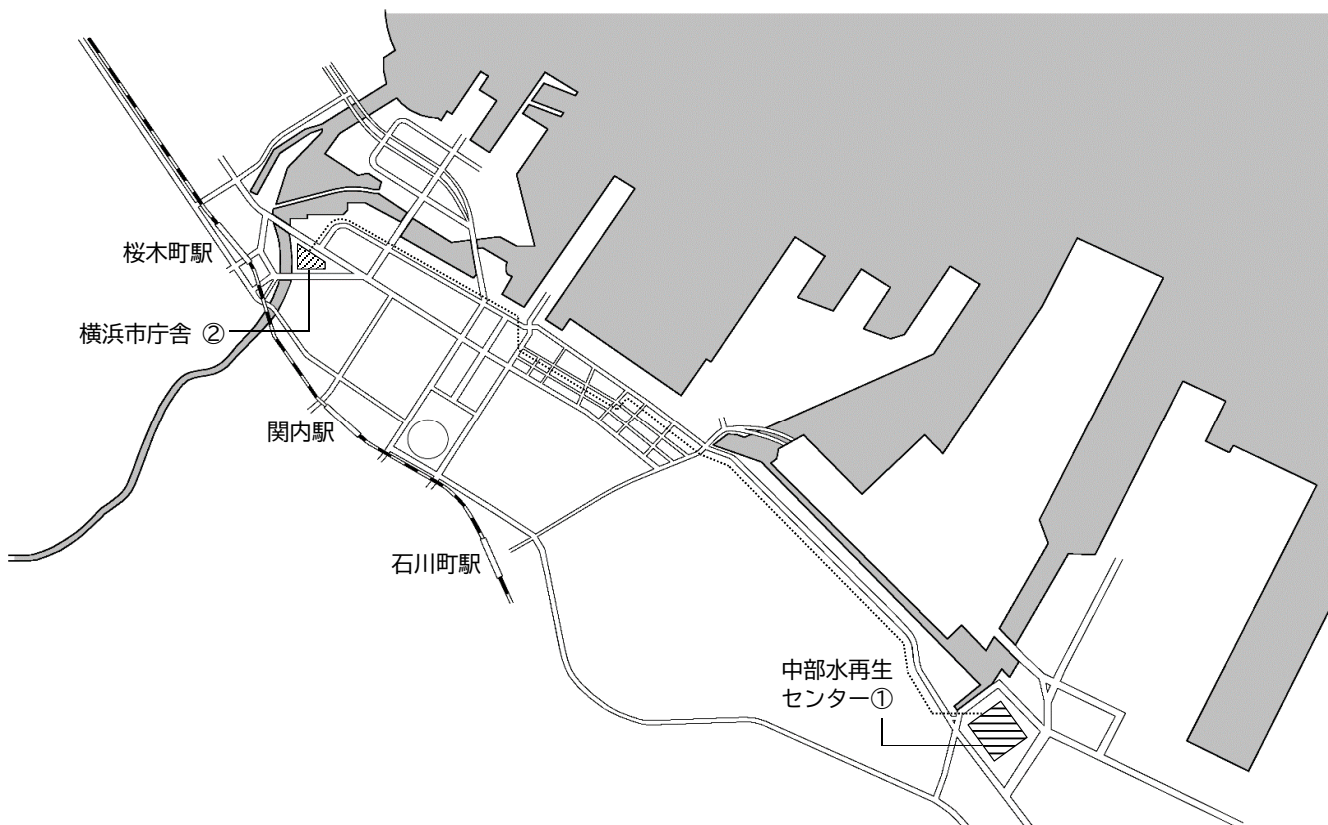 桜木町駅
横浜市庁舎 ②
関内駅
石川町駅
中部水再生
センター①